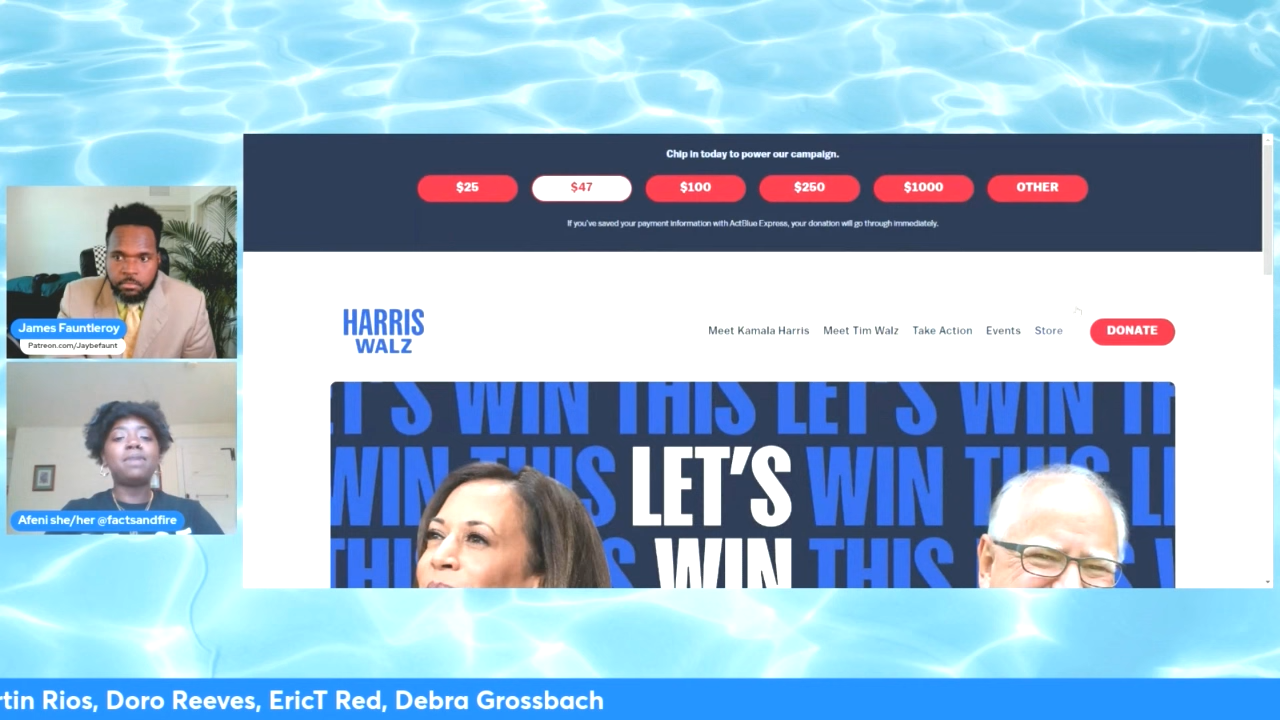 Chip in today to power our campaign.
$25 $47 $100 $250 $1000 OTHER
If you've saved your payment information with ActBlue Express, your donation will go through immediately.
HARRIS
WALZ
Meet Kamala Harris Meet Tim Walz Take Action Events Store DONATE
LET'S WIN THIS LET'S WIN TH
WIN THIS LET'S WIN THIS LE
THIS WIN THIS W
James Fauntleroy
Patreon.com/Jaybefaunt
Afeni she/her @factsandfire
rtin Rios, Doro Reeves, EricT Red, Debra Grossbach